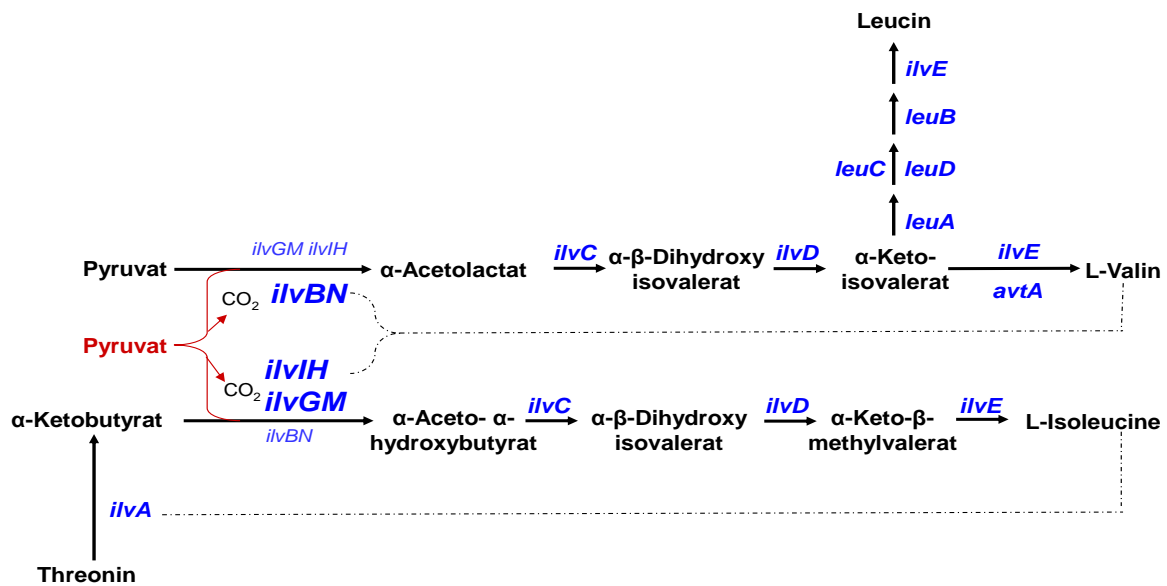 Leucin
ilvE
leuB
leuC leuD
leuA
ilvGM ilvIH
Pyruvat
α-Acetolactat
ilvC
α-β-Dihydroxy
isovalerat
ilvD
α-Keto-
isovalerat
ilvE
avtA
L-Valin
CO2 ilvBN
Pyruvat
CO2 ilvIH
ilvGM
ilvBN
α-Ketobutyrat
α-Aceto- α-
hydroxybutyrat
ilvC
α-β-Dihydroxy
isovalerat
ilvD
α-Keto-β-
methylvalerat
ilvE
L-Isoleucine
ilvA
Threonin